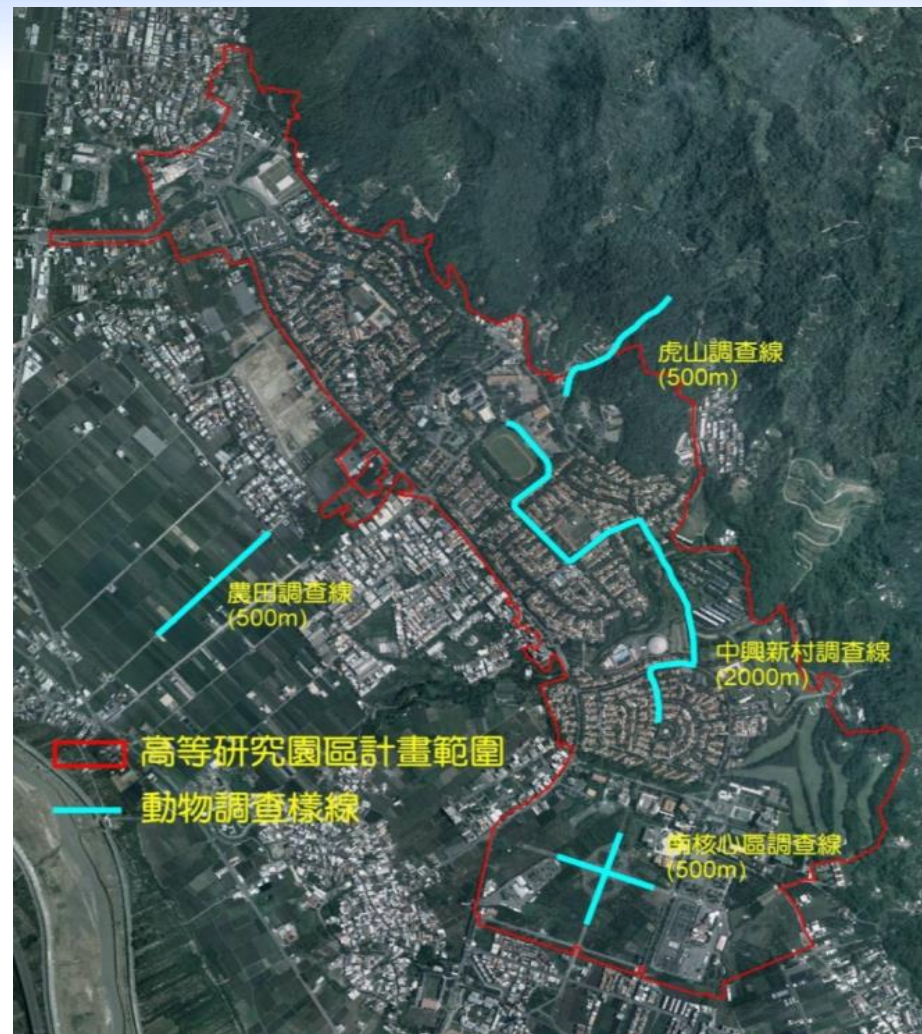 虎山調查線
(500m)
農田調查線
(500m)
中興新村調查線
(2000m)
高等研究園區計畫範圍
動物調查樣線
南核心區調查線
(500m)